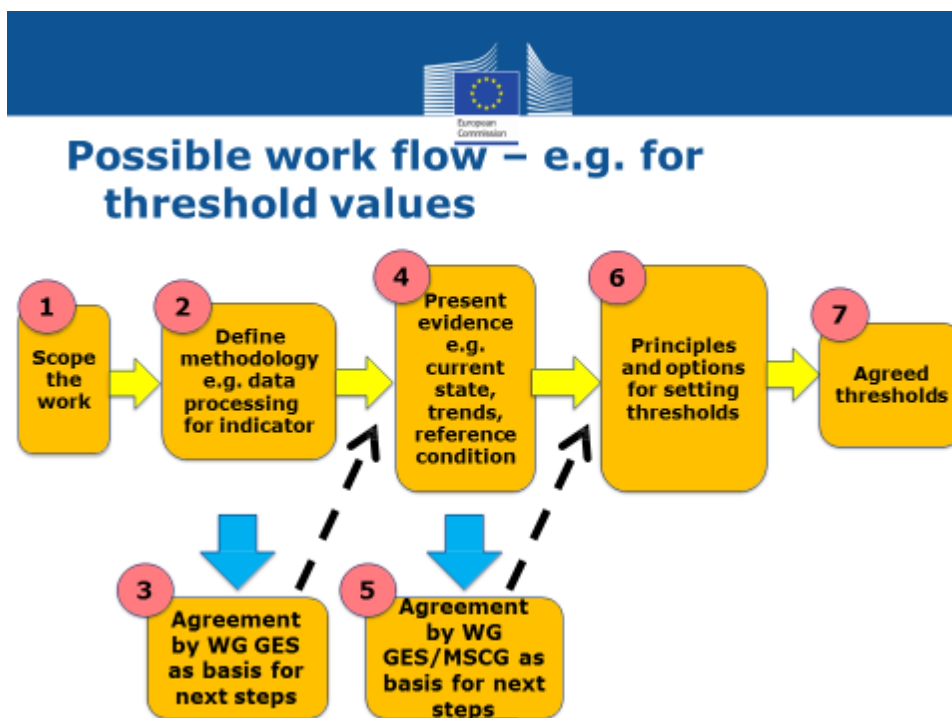 European
Commission
Possible work flow – e.g. for
threshold values
1
Scope
the
work
2
Define
methodology
e.g. data
processing
for indicator
3
Agreement
by WG GES
as basis for
next steps
4
Present
evidence
e.g.
current
state,
trends,
reference
condition
5
Agreement
by WG
GES/MSCG as
basis for next
steps
6
Principles
and options
for setting
thresholds
7
Agreed
thresholds